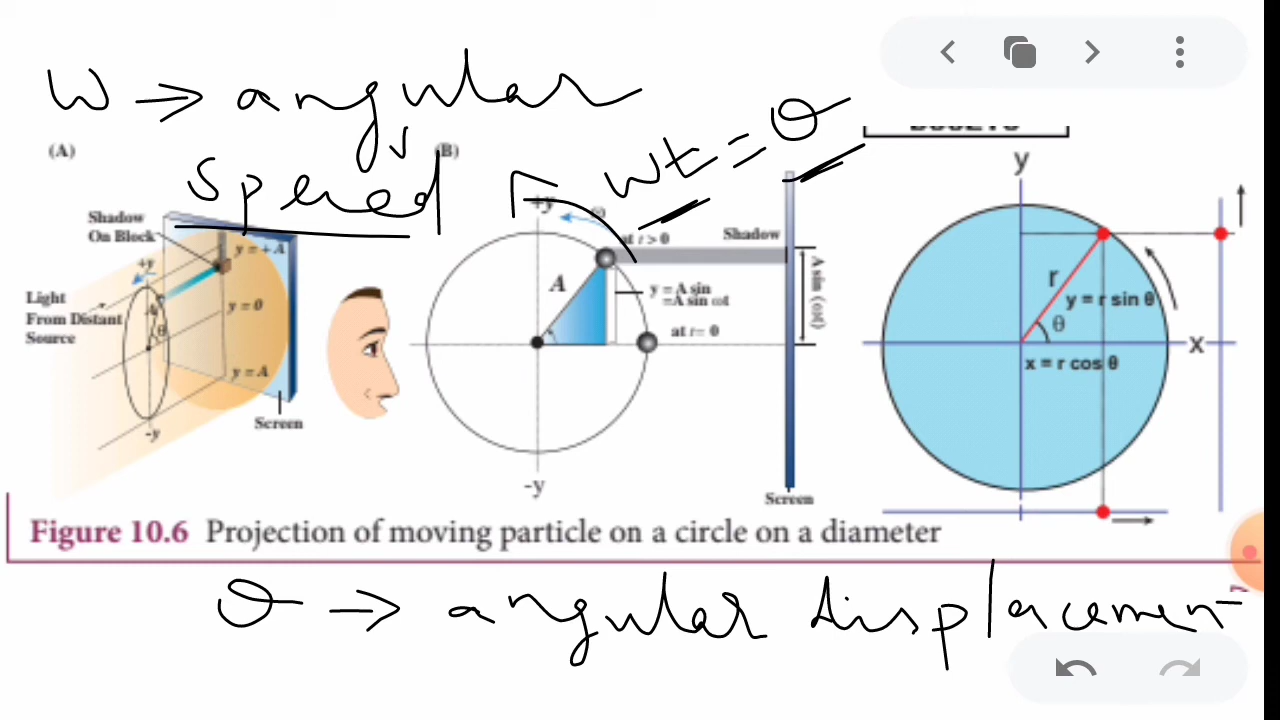 ω → angular
speed
ωt = θ
(A)
(B)
Shadow
On Block
+y
y = + A
Light
From Distant
Source
A
θ
y = 0
y = A
-y
Screen
+y
ω
at t > 0
Shadow
A
y = A sin
= A sin ωt
at t = 0
A sin (ωt)
-y
Screen
y
r
y = r sin θ
θ
x
x = r cos θ
Figure 10.6 Projection of moving particle on a circle on a diameter
θ → angular displacement